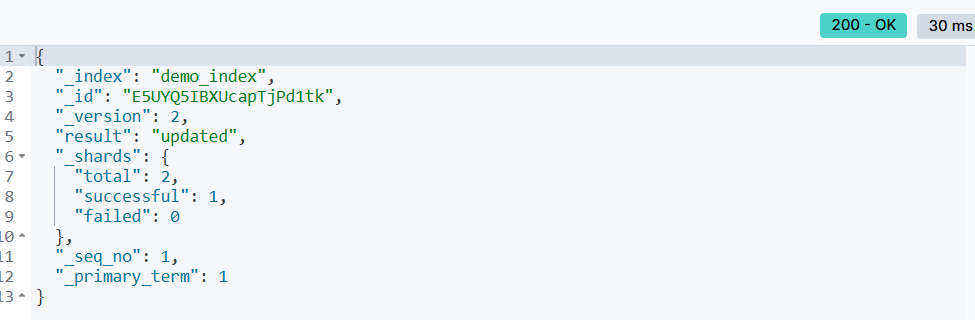 200 - OK
30 ms
1 {
2 "_index": "demo_index",
3 "_id": "E5UYQ5IBXUcapTjPd1tk",
4 "_version": 2,
5 "result": "updated",
6 "_shards": {
7 "total": 2,
8 "successful": 1,
9 "failed": 0
10 },
11 "_seq_no": 1,
12 "_primary_term": 1
13 }